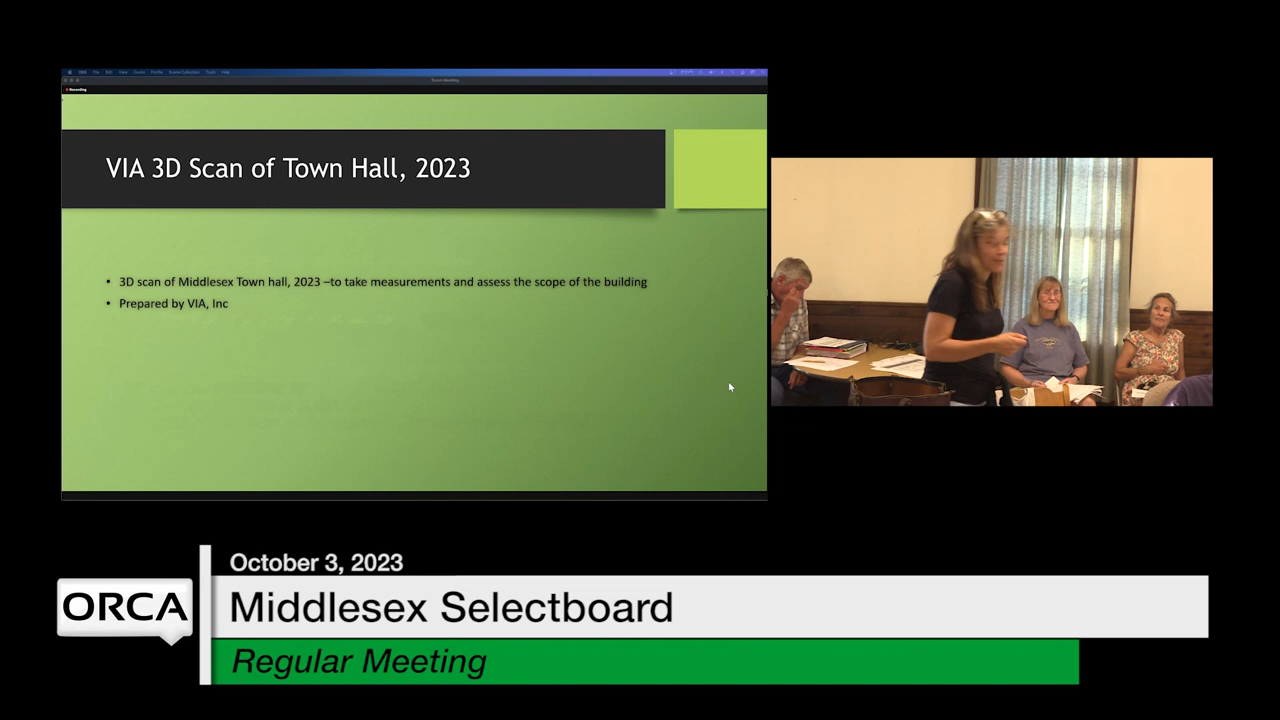 Recording
VIA 3D Scan of Town Hall, 2023
• 3D scan of Middlesex Town hall, 2023 –to take measurements and assess the scope of the building
• Prepared by VIA, Inc
October 3, 2023
ORCA
Middlesex Selectboard
Regular Meeting